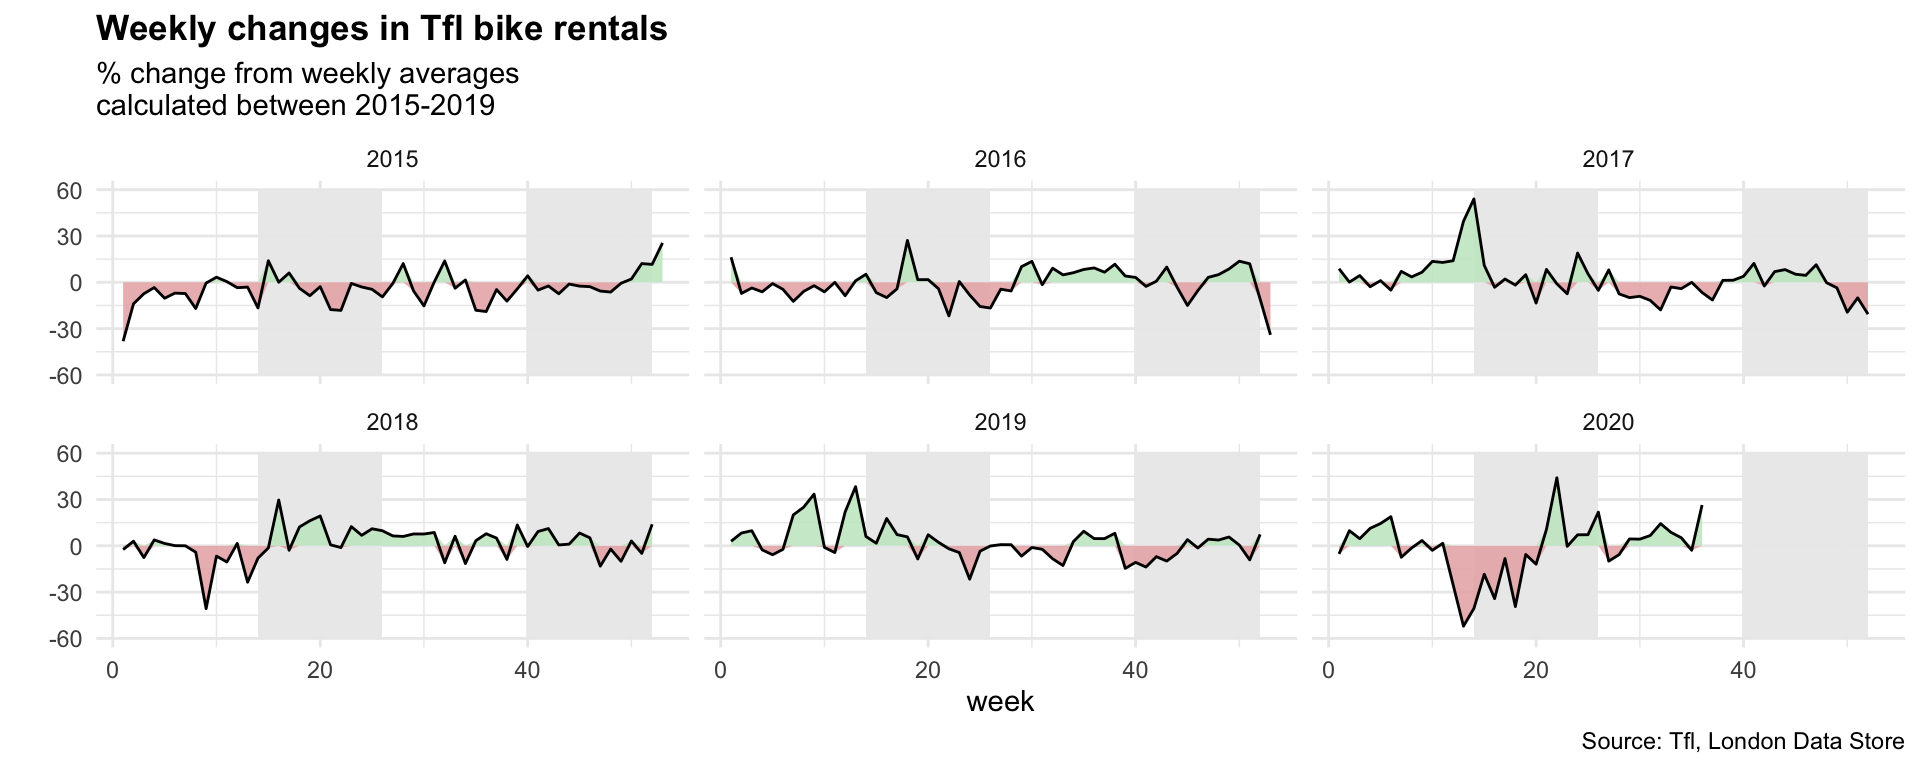 Weekly changes in Tfl bike rentals
% change from weekly averages
calculated between 2015-2019
2015 2016 2017
60
30
0
-30
-60
2018 2019 2020
60
30
0
-30
-60
0 20 40 0 20 40 0 20 40
week
Source: Tfl, London Data Store